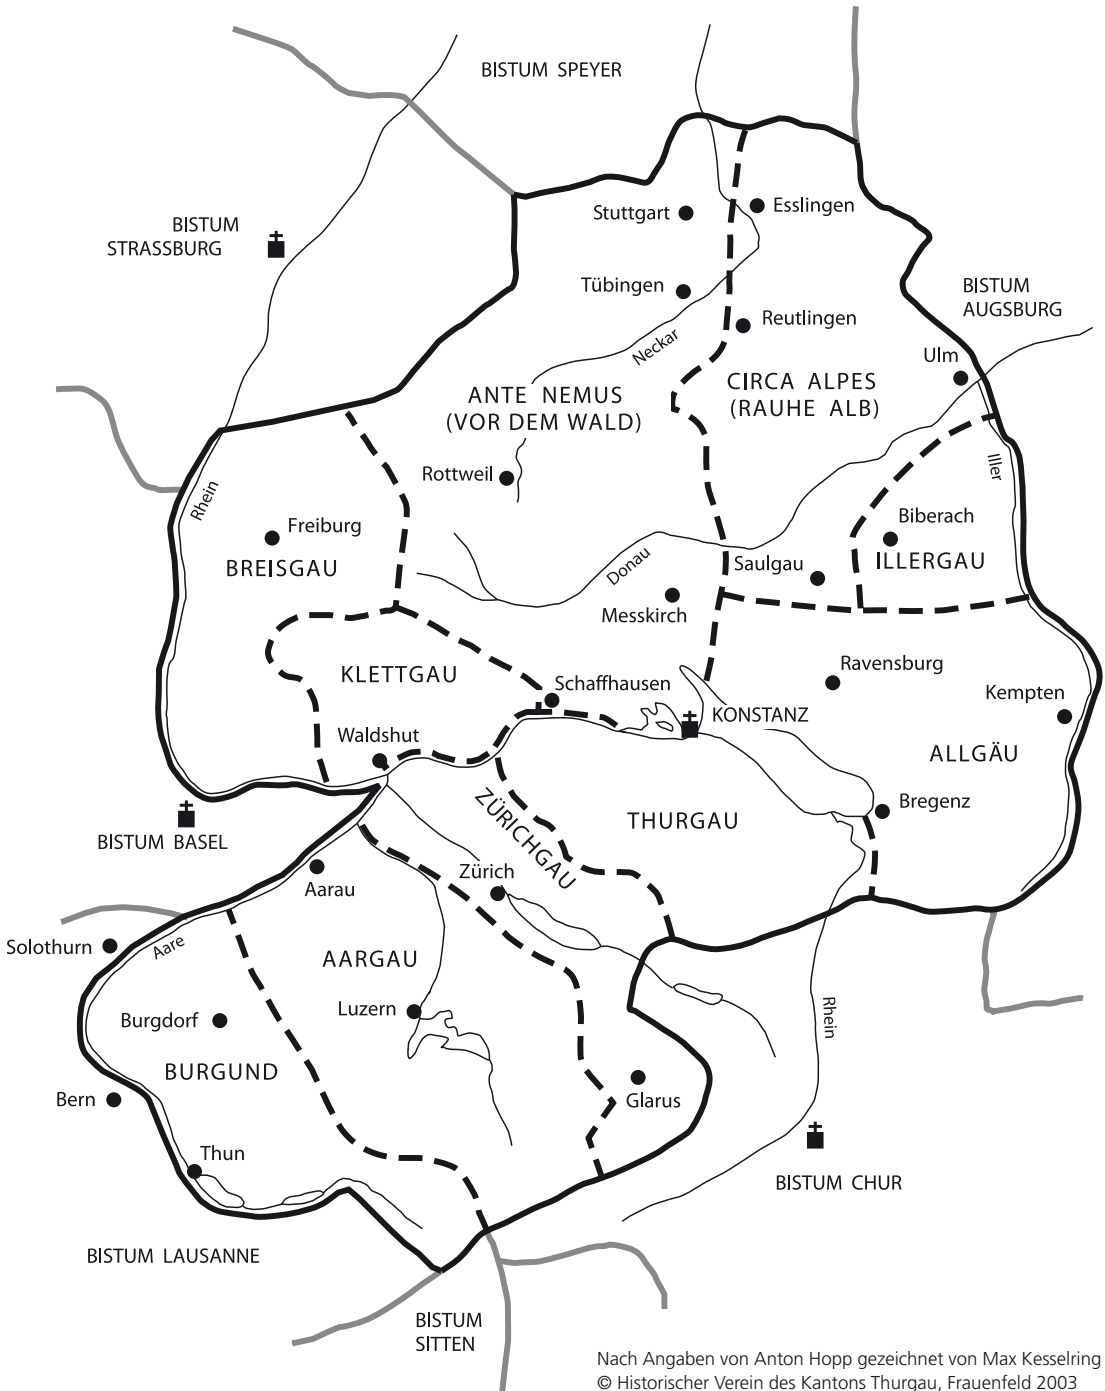 BISTUM SPEYER
BISTUM
STRASSBURG
Stuttgart
Esslingen
Tübingen
BISTUM
AUGSBURG
Reutlingen
Neckar
Ulm
ANTE NEMUS
(VOR DEM WALD)
CIRCA ALPES
(RAUHE ALB)
Rottweil
Iller
Rhein
Freiburg
Biberach
BREISGAU
Donau
Saulgau
ILLERGAU
Messkirch
KLETTGAU
Schaffhausen
Ravensburg
Kempten
KONSTANZ
Waldshut
ALLGÄU
BISTUM BASEL
ZÜRICHGAU
THURGAU
Bregenz
Zürich
Aarau
Solothurn
Aare
AARGAU
Luzern
Rhein
Burgdorf
BURGUND
Bern
Glarus
Thun
BISTUM CHUR
BISTUM LAUSANNE
BISTUM
SITTEN
Nach Angaben von Anton Hopp gezeichnet von Max Kesselring
© Historischer Verein des Kantons Thurgau, Frauenfeld 2003